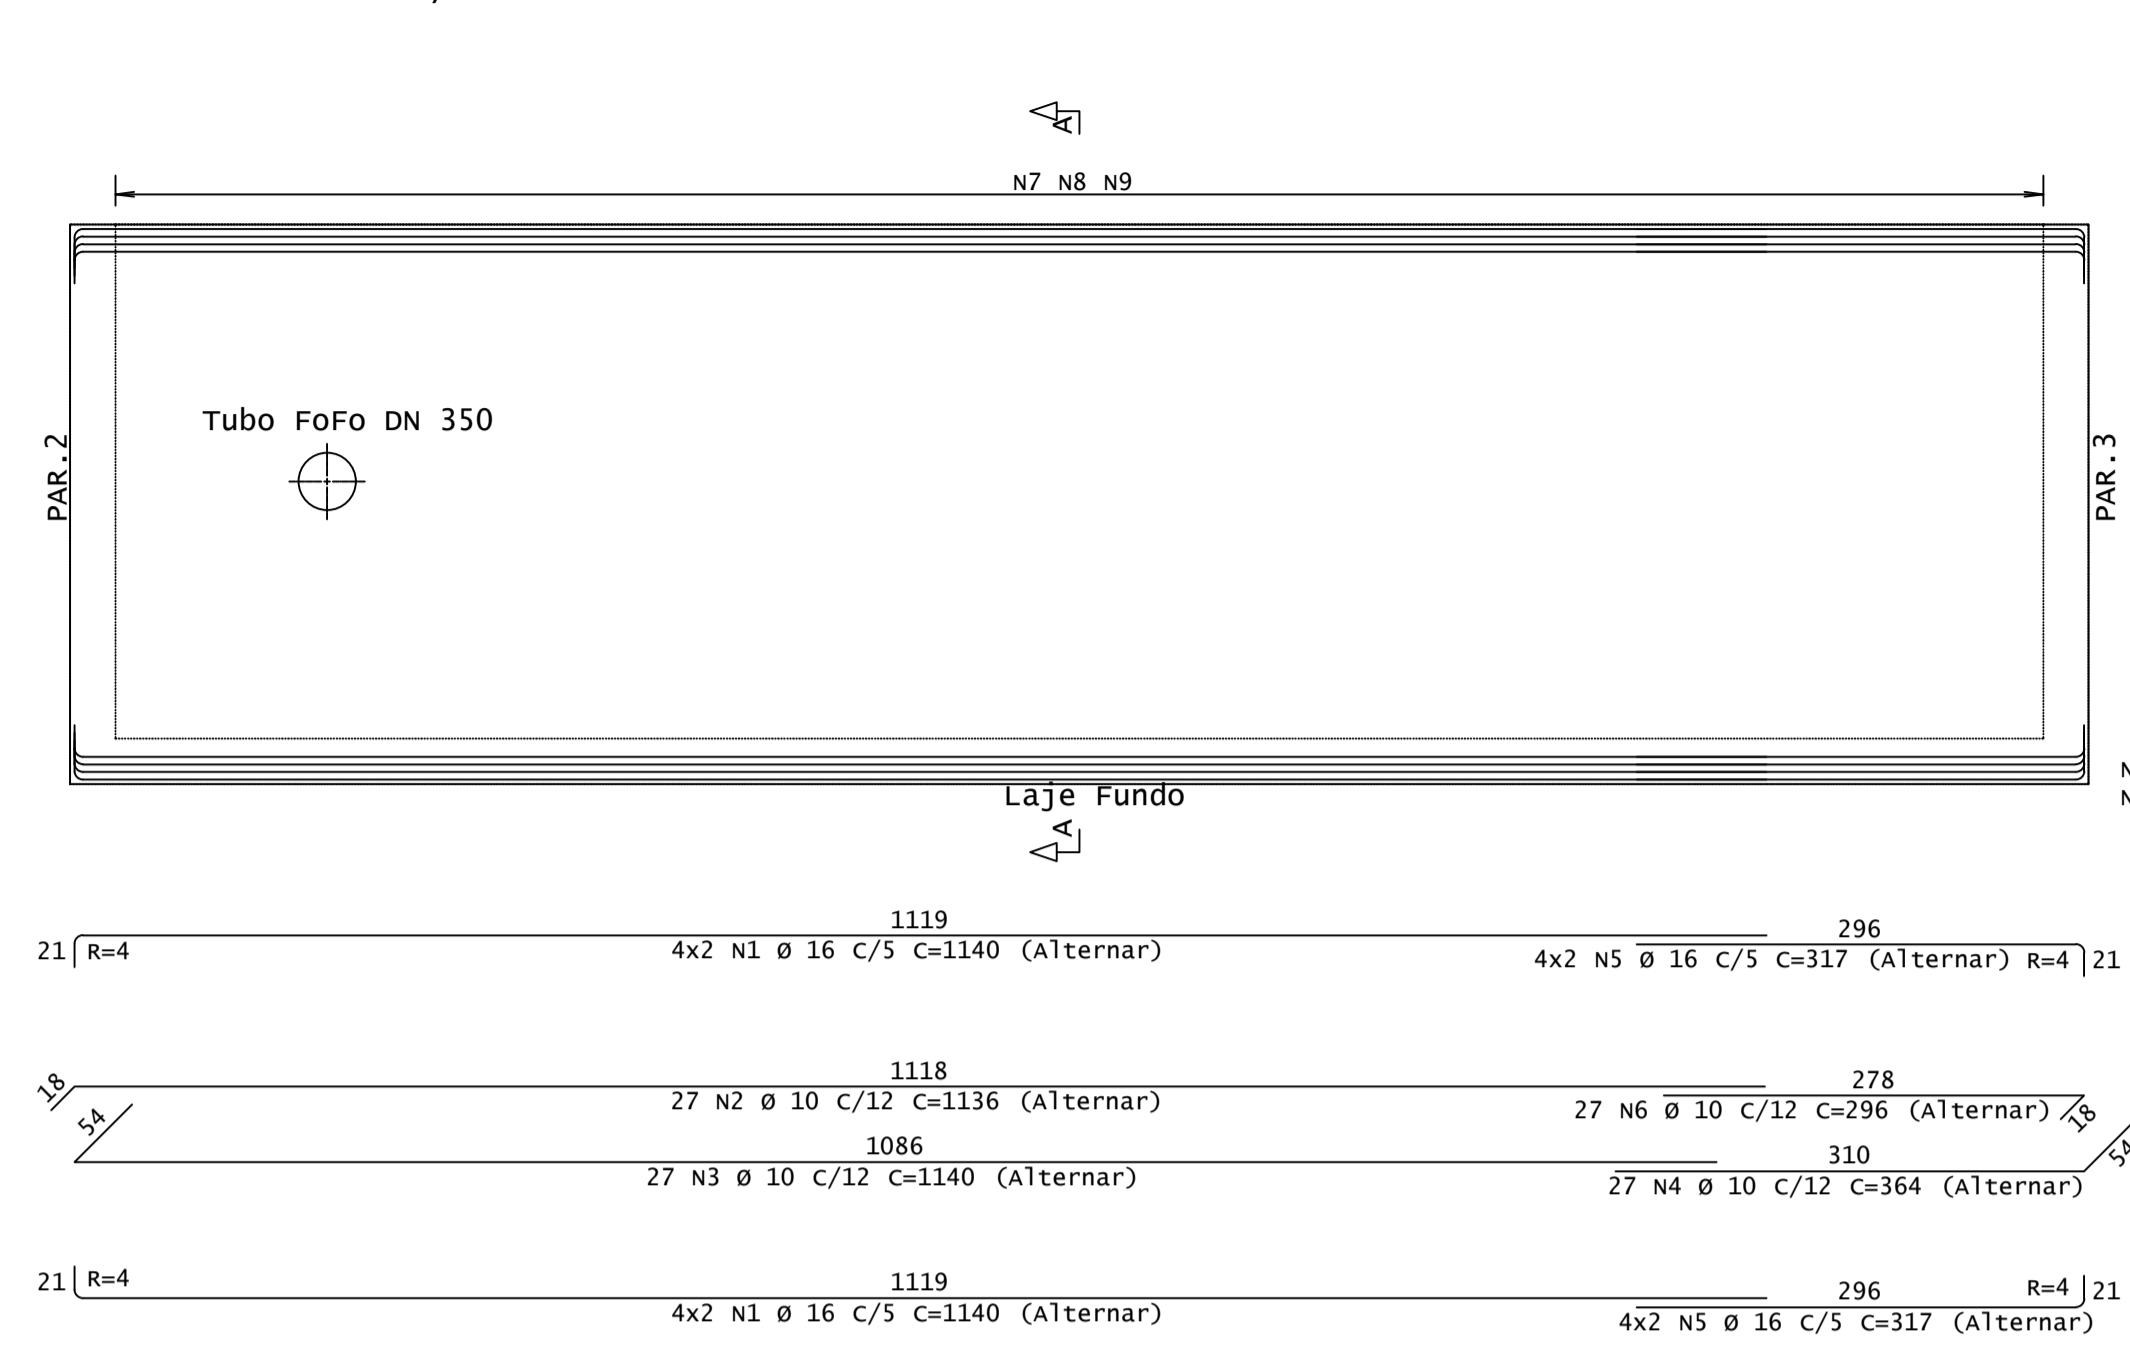 A
N7 N8 N9
Tubo FoFo DN 350
PAR.2
PAR.3
Laje Fundo
A
1119
296
21 R=4
4x2 N1 Ø 16 C/5 C=1140 (Alternar)
4x2 N5 Ø 16 C/5 C=317 (Alternar) R=4 21
1118
278
18
27 N2 Ø 10 C/12 C=1136 (Alternar)
27 N6 Ø 10 C/12 C=296 (Alternar)
18
54
1086
310
54
27 N3 Ø 10 C/12 C=1140 (Alternar)
27 N4 Ø 10 C/12 C=364 (Alternar)
21 R=4
1119
296
R=4 21
4x2 N1 Ø 16 C/5 C=1140 (Alternar)
4x2 N5 Ø 16 C/5 C=317 (Alternar)